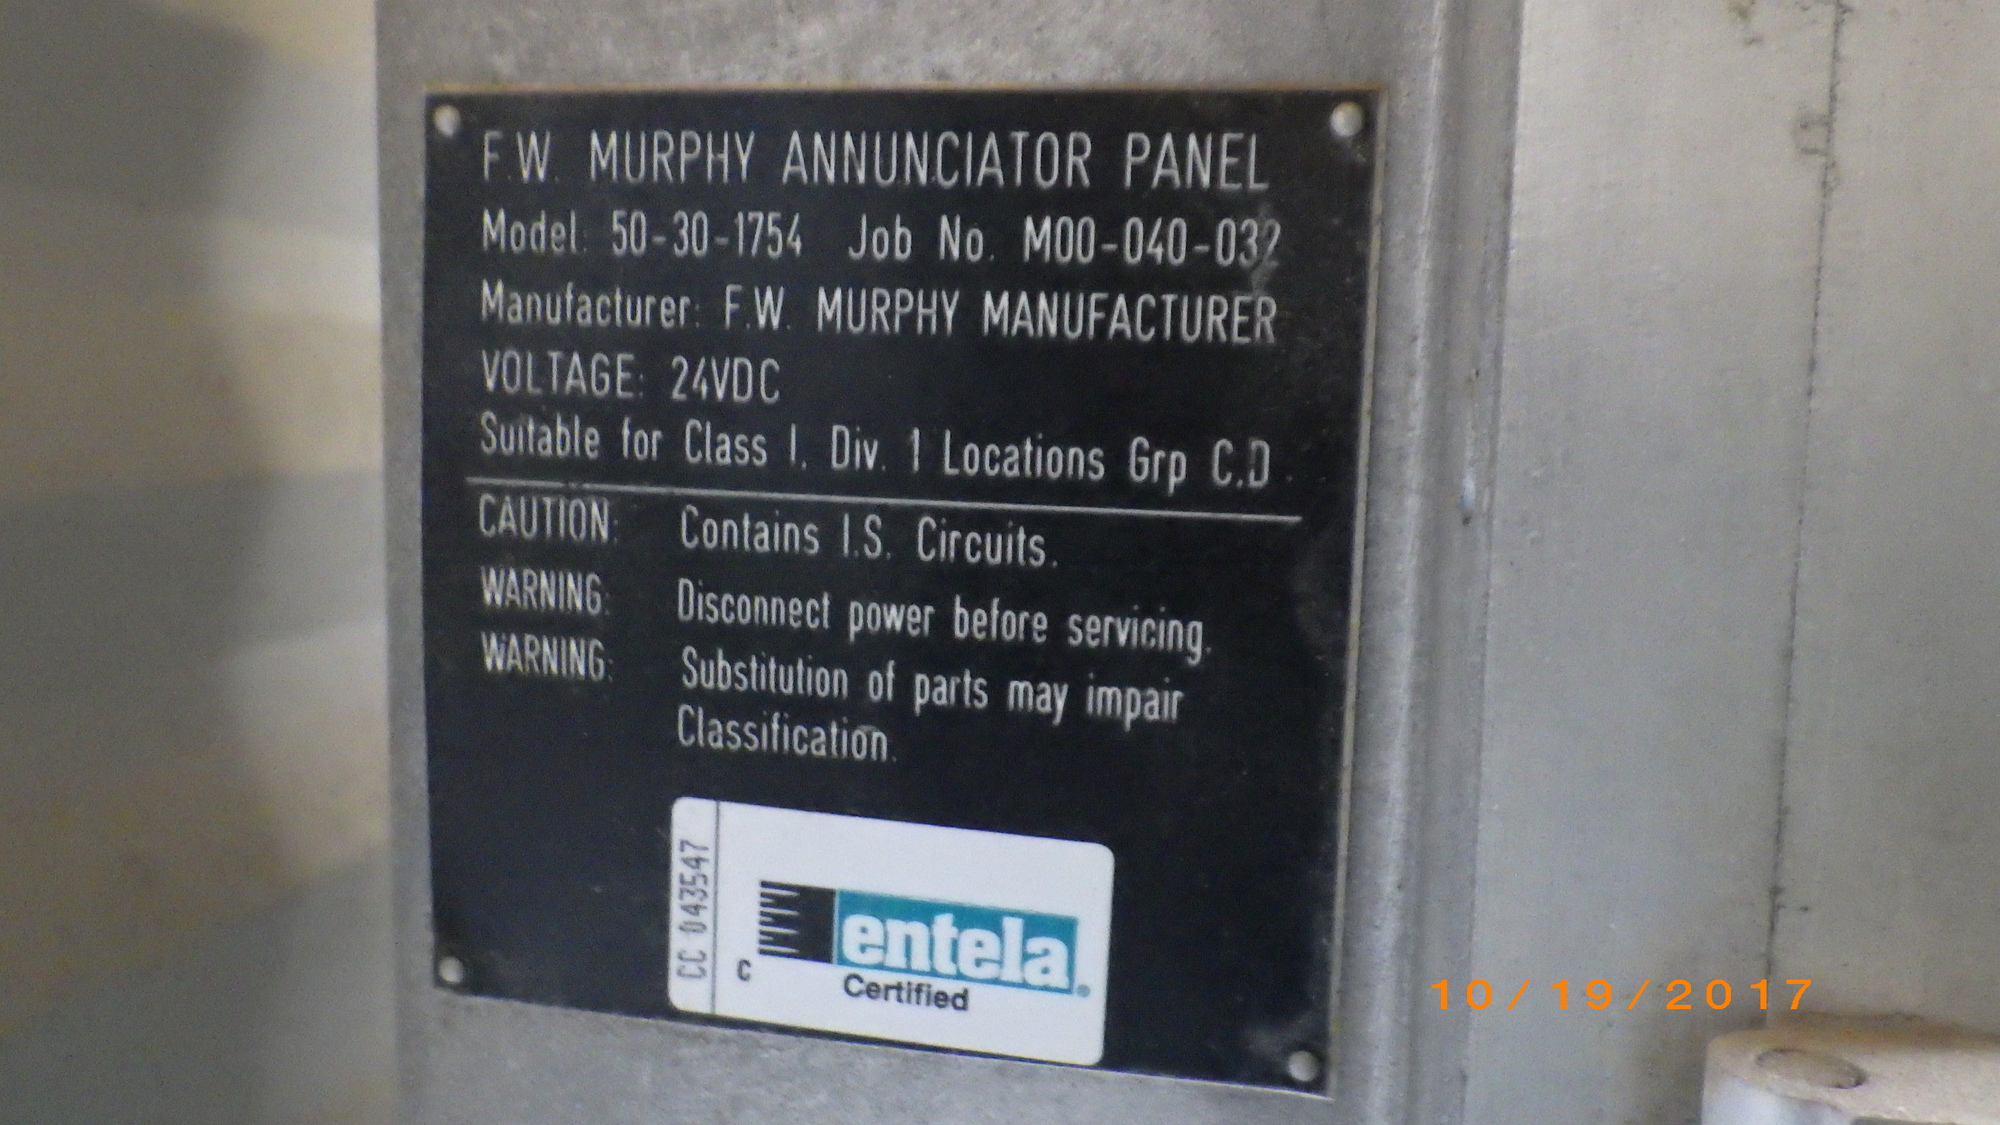 F.W. MURPHY ANNUNCIATOR PANEL
Model: 50-30-1754 Job No. M00-040-032
Manufacturer: F.W. MURPHY MANUFACTURER
VOLTAGE: 24VDC
Suitable for Class I, Div. 1 Locations Grp C,D
CAUTION: Contains I.S. Circuits.
WARNING: Disconnect power before servicing.
WARNING: Substitution of parts may impair
Classification.
CC 043547
C entela®
Certified
10/19/2017